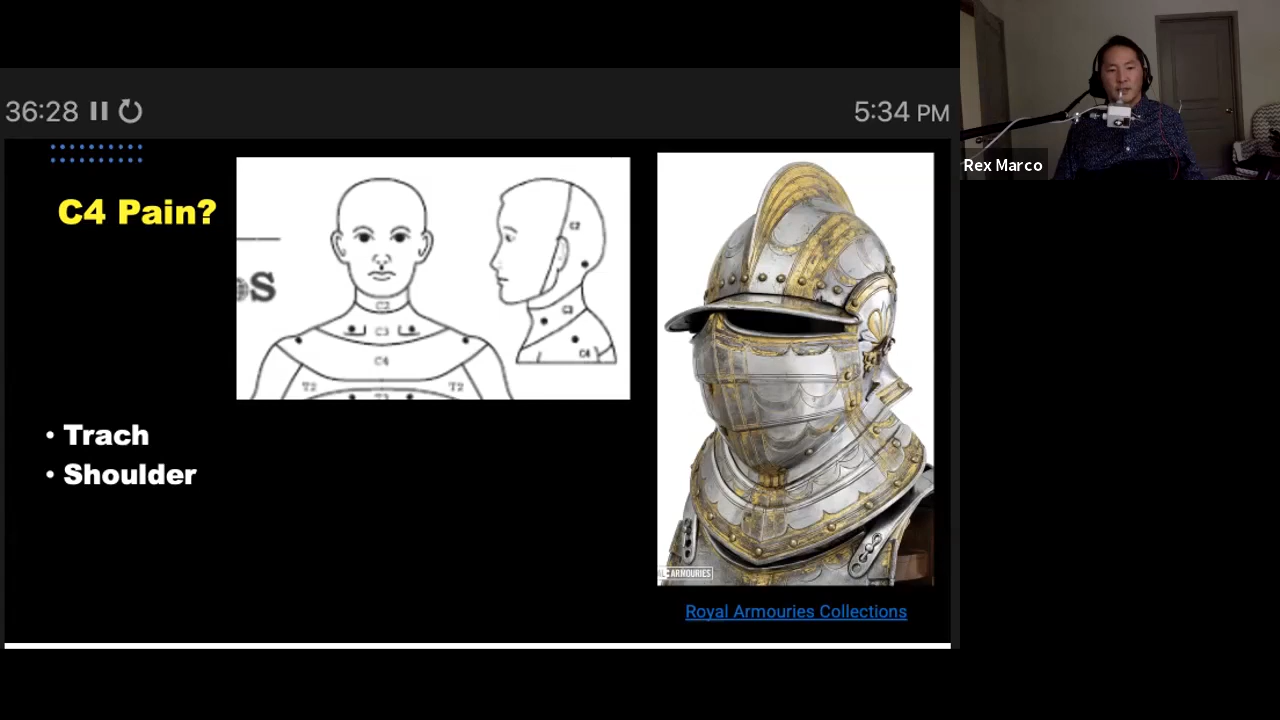 36:28
5:34 PM
Rex Marco
C4 Pain?
S
C2
C3
C4
T2
T2
C2
C3
C4
• Trach
• Shoulder
ARMOURIES
Royal Armouries Collections